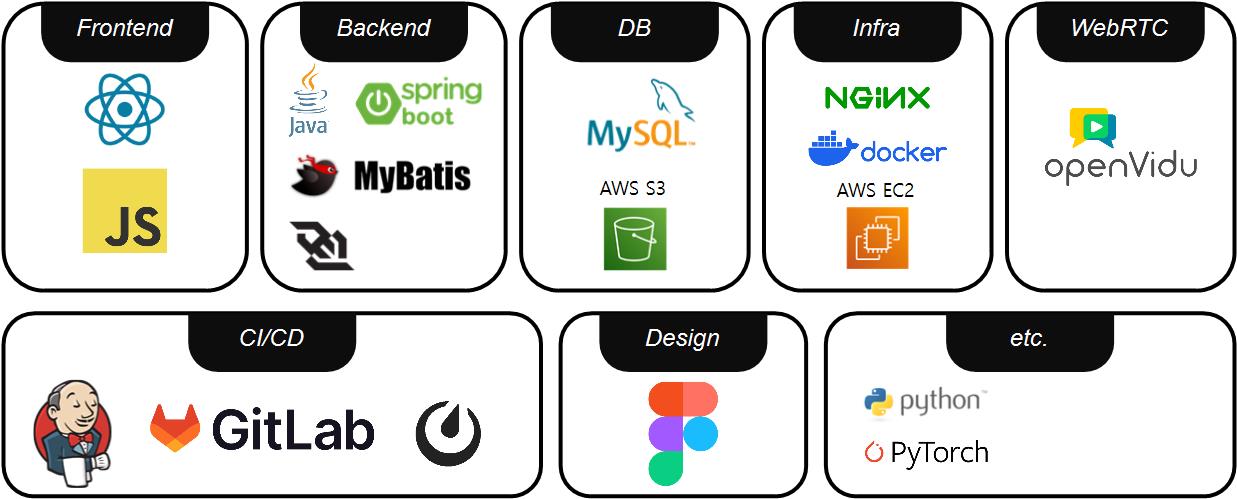 Frontend
JS
Backend
Java
spring
boot
MyBatis
DB
MySQL™
AWS S3
Infra
NGiNX
docker
AWS EC2
WebRTC
openVidu
CI/CD
GitLab
Design
etc.
python™
PyTorch